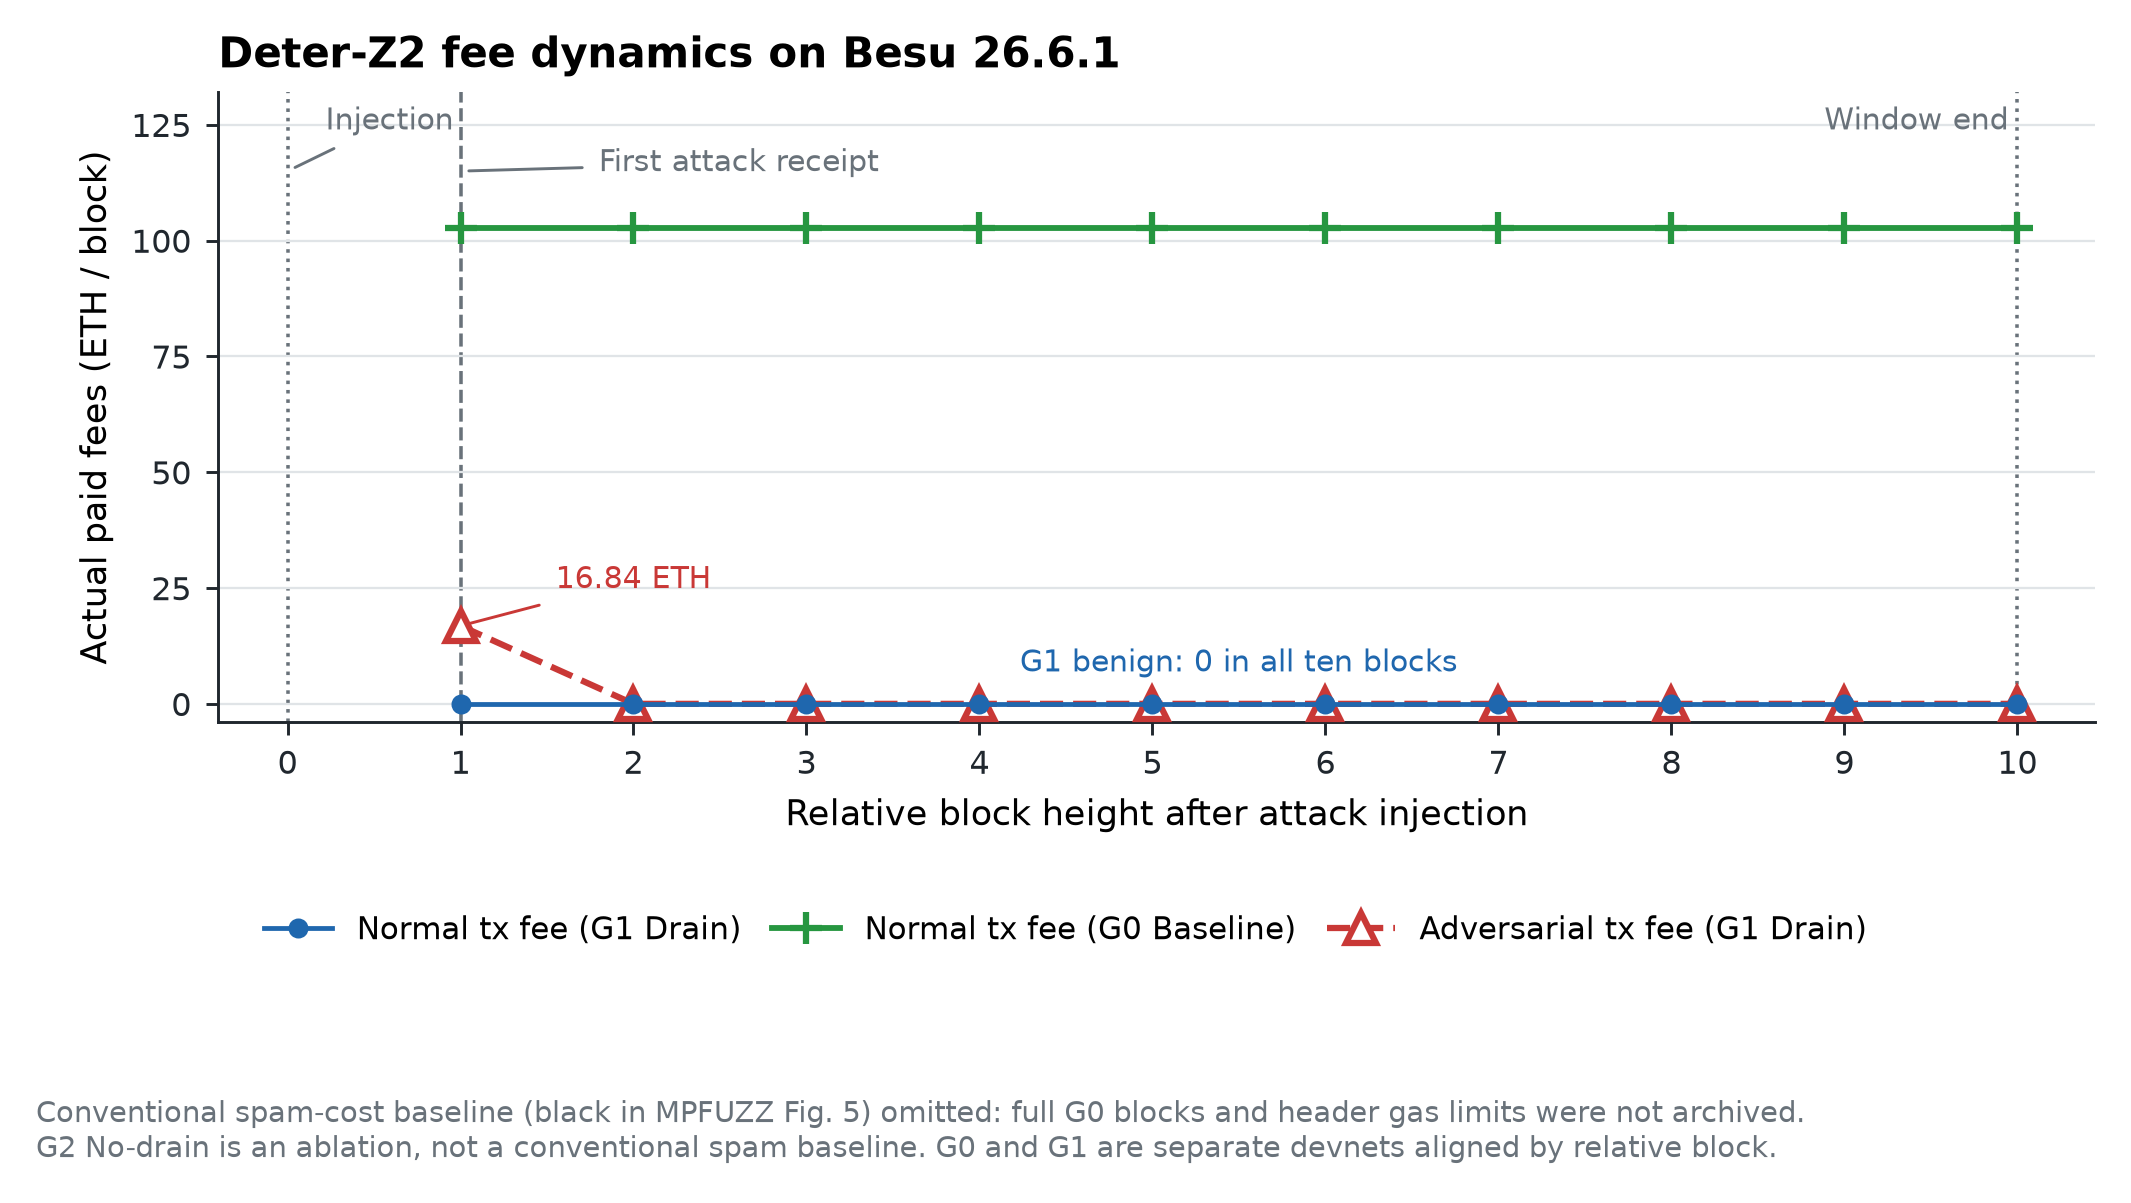 Deter-Z2 fee dynamics on Besu 26.6.1
Actual paid fees (ETH / block)
125
100
75
50
25
0
Injection
First attack receipt
Window end
16.84 ETH
G1 benign: 0 in all ten blocks
0 1 2 3 4 5 6 7 8 9 10
Relative block height after attack injection
Normal tx fee (G1 Drain) Normal tx fee (G0 Baseline) Adversarial tx fee (G1 Drain)
Conventional spam-cost baseline (black in MPFUZZ Fig. 5) omitted: full G0 blocks and header gas limits were not archived.
G2 No-drain is an ablation, not a conventional spam baseline. G0 and G1 are separate devnets aligned by relative block.